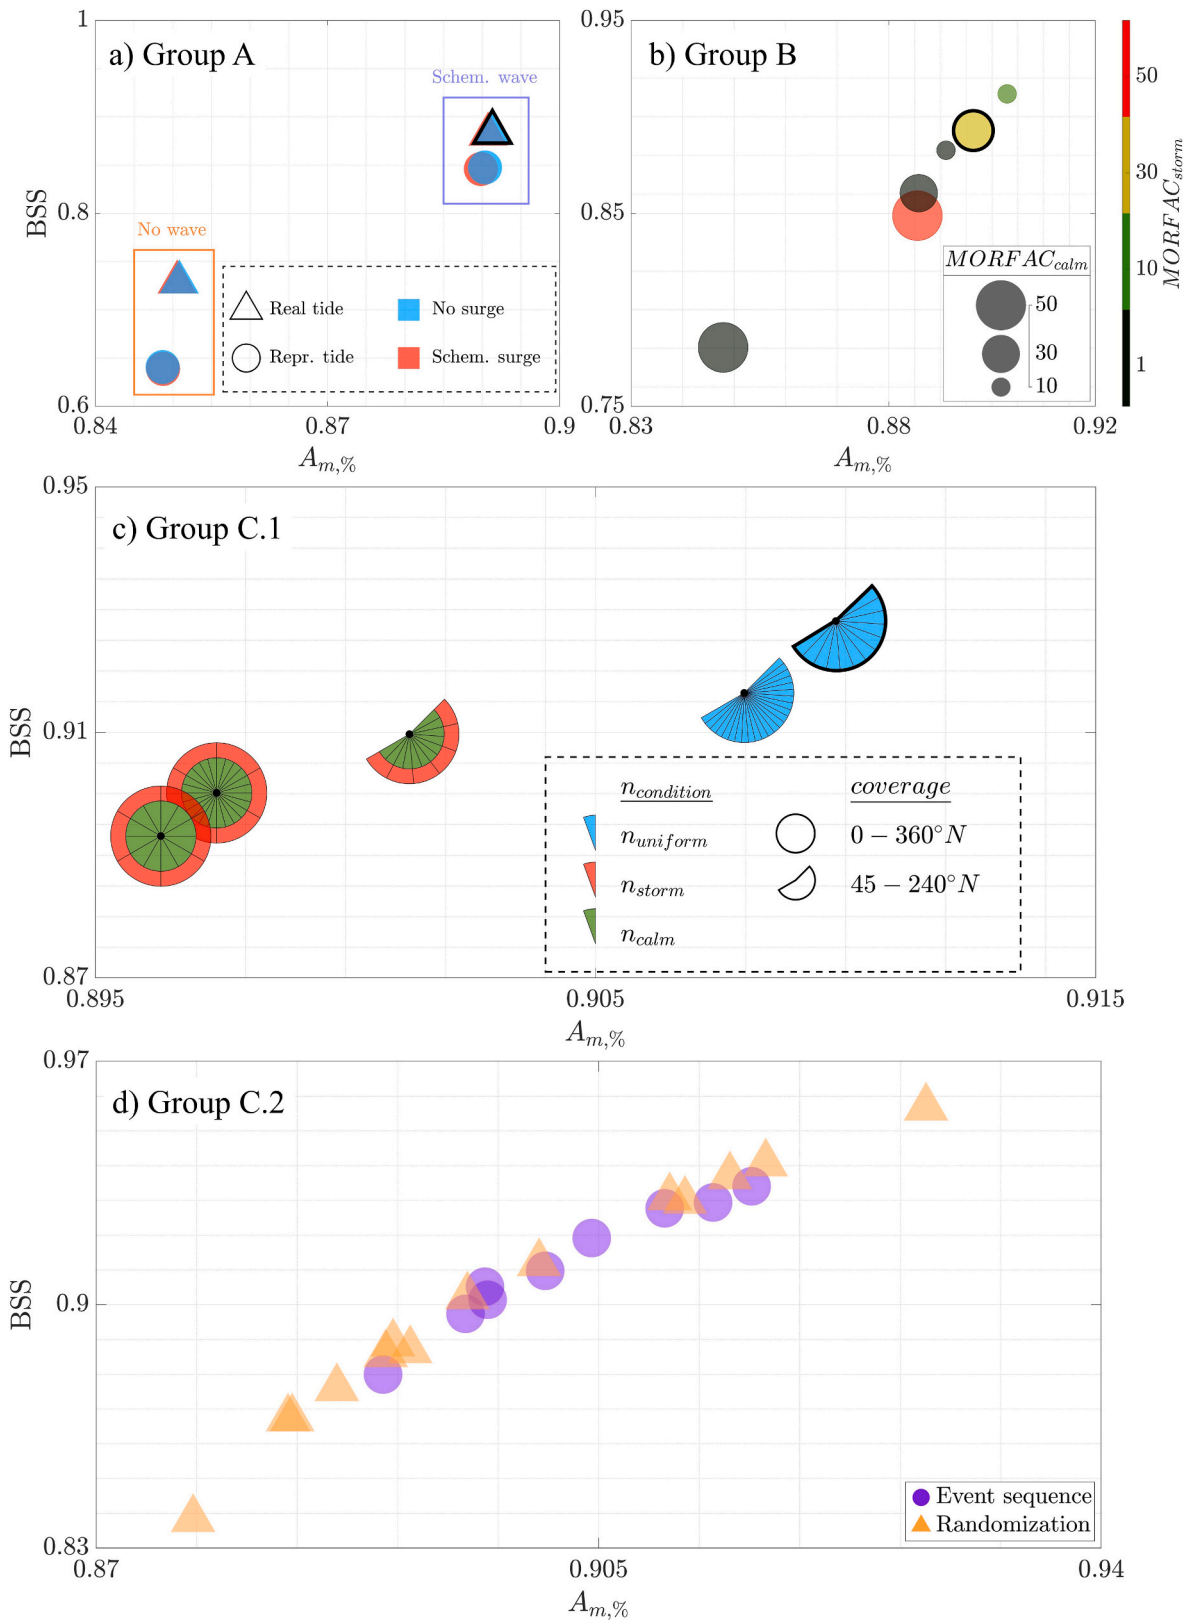 a) Group A
1
0.8
0.6
BSS
Schem. wave
No wave
Real tide
No surge
Repr. tide
Schem. surge
0.84
0.87
0.9
A_{m,%}
b) Group B
0.95
0.85
0.75
MORFAC_{calm}
50
30
10
0.83
0.88
0.92
A_{m,%}
50
30
10
1
MORFAC_{storm}
c) Group C.1
0.95
0.91
0.87
BSS
n_{condition}
coverage
n_{uniform}
0 − 360°N
n_{storm}
45 − 240°N
n_{calm}
0.895
0.905
0.915
A_{m,%}
d) Group C.2
0.97
0.9
0.83
BSS
Event sequence
Randomization
0.87
0.905
0.94
A_{m,%}